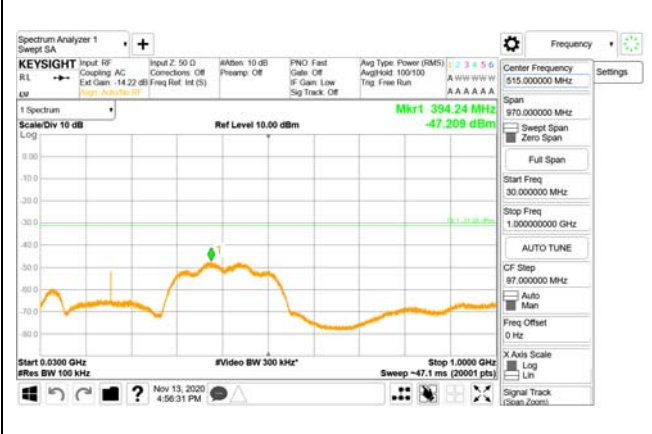 Spectrum Analyzer 1
Swept SA
Frequency
KEYSIGHT
RL
Input: RF
Coupling: AC
Ext Gain: -14.22 dB
Align: Auto/No RF
Input Z: 50 Ω
Corrections: Off
Freq Ref: Int (S)
#Atten: 10 dB
Preamp: Off
PNO: Fast
Gate: Off
IF Gain: Low
Sig Track: Off
Avg Type: Power (RMS)
Avg|Hold: 100/100
Trig: Free Run
1 2 3 4 5 6
A W W W W W
A A A A A A
1 Spectrum
Scale/Div 10 dB
Log
Ref Level 10.00 dBm
Mkr1 394.24 MHz
-47.209 dBm
0.00
-10.0
-20.0
-30.0
-40.0
-50.0
-60.0
-70.0
-80.0
1
Start 0.0300 GHz
#Res BW 100 kHz
#Video BW 300 kHz*
Stop 1.0000 GHz
Sweep ~47.1 ms (20001 pts)
Nov 13, 2020
4:56:31 PM
Center Frequency
515.000000 MHz
Settings
Span
970.000000 MHz
Swept Span
Zero Span
Full Span
Start Freq
30.000000 MHz
Stop Freq
1.000000000 GHz
AUTO TUNE
CF Step
97.000000 MHz
Auto
Man
Freq Offset
0 Hz
X Axis Scale
Log
Lin
Signal Track
(Span Zoom)